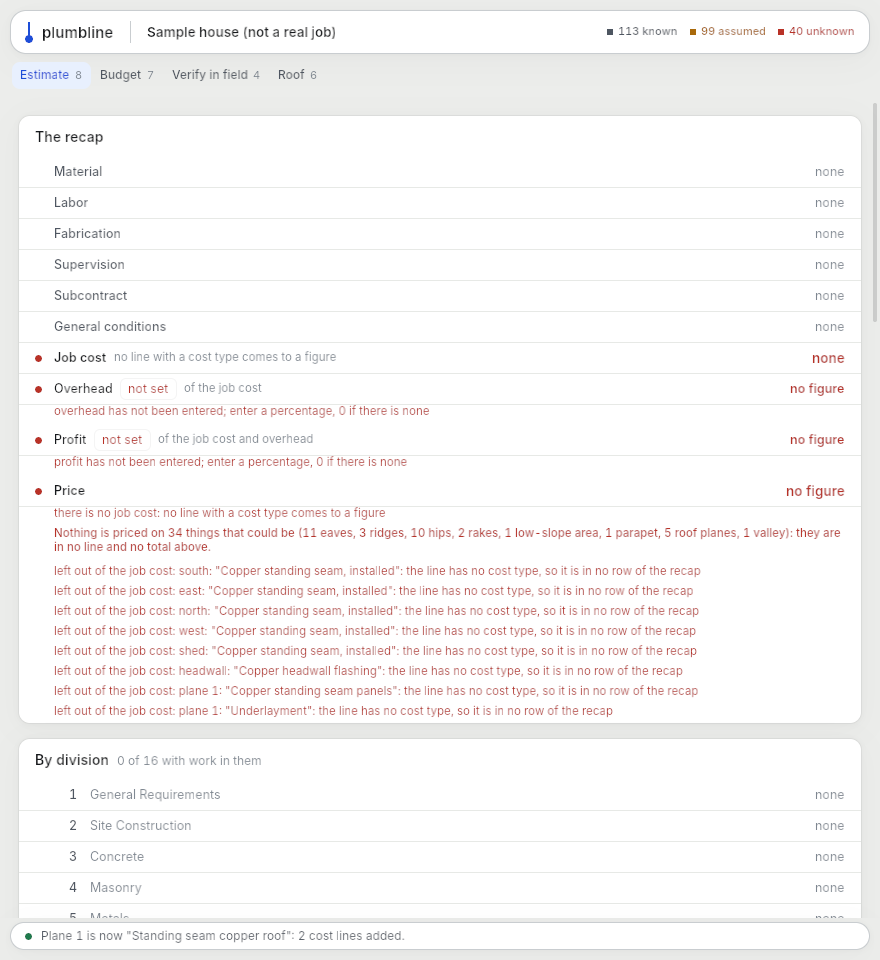 plumbline
Sample house (not a real job)
113 known
99 assumed
40 unknown
Estimate 8
Budget 7
Verify in field 4
Roof 6
The recap
Material none
Labor none
Fabrication none
Supervision none
Subcontract none
General conditions none
Job cost no line with a cost type comes to a figure none
Overhead not set of the job cost no figure
overhead has not been entered; enter a percentage, 0 if there is none
Profit not set of the job cost and overhead no figure
profit has not been entered; enter a percentage, 0 if there is none
Price no figure
there is no job cost: no line with a cost type comes to a figure
Nothing is priced on 34 things that could be (11 eaves, 3 ridges, 10 hips, 2 rakes, 1 low-slope area, 1 parapet, 5 roof planes, 1 valley): they are
in no line and no total above.
left out of the job cost: south: "Copper standing seam, installed": the line has no cost type, so it is in no row of the recap
left out of the job cost: east: "Copper standing seam, installed": the line has no cost type, so it is in no row of the recap
left out of the job cost: north: "Copper standing seam, installed": the line has no cost type, so it is in no row of the recap
left out of the job cost: west: "Copper standing seam, installed": the line has no cost type, so it is in no row of the recap
left out of the job cost: shed: "Copper standing seam, installed": the line has no cost type, so it is in no row of the recap
left out of the job cost: headwall: "Copper headwall flashing": the line has no cost type, so it is in no row of the recap
left out of the job cost: plane 1: "Copper standing seam panels": the line has no cost type, so it is in no row of the recap
left out of the job cost: plane 1: "Underlayment": the line has no cost type, so it is in no row of the recap
By division 0 of 16 with work in them
1 General Requirements none
2 Site Construction none
3 Concrete none
4 Masonry none
5 Metals none
Plane 1 is now "Standing seam copper roof": 2 cost lines added.